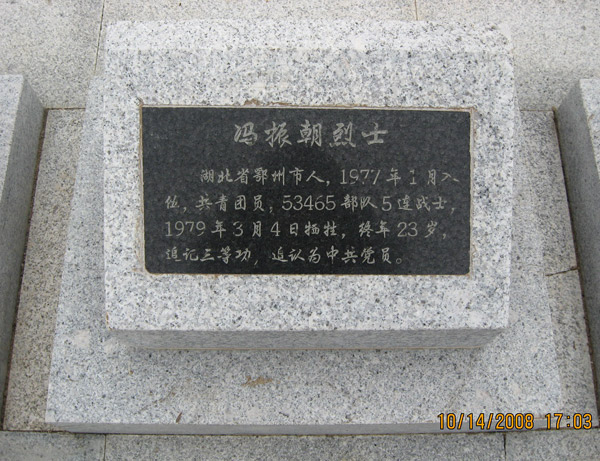 冯振朝烈士
湖北省鄂州市人，1977年1月入
伍，共青团员，53465部队5连战士，
1979年3月4日牺牲，终年23岁，
追记三等功，追认为中共党员。
10/14/2008 17:03